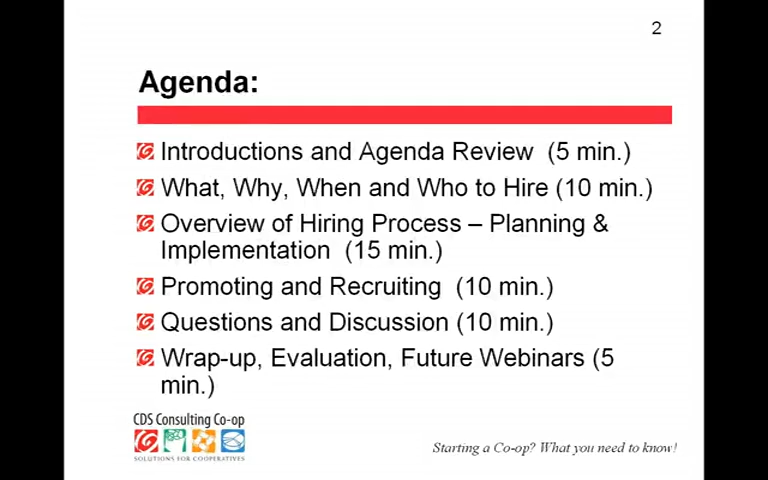 2
Agenda:
Introductions and Agenda Review (5 min.)
What, Why, When and Who to Hire (10 min.)
Overview of Hiring Process – Planning &
Implementation (15 min.)
Promoting and Recruiting (10 min.)
Questions and Discussion (10 min.)
Wrap-up, Evaluation, Future Webinars (5
min.)
CDS Consulting Co-op
SOLUTIONS FOR COOPERATIVES
Starting a Co-op? What you need to know!